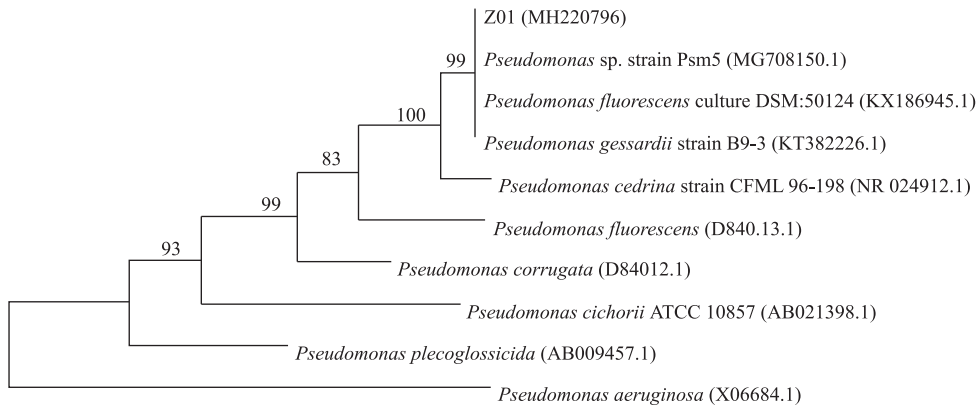 Z01 (MH220796)
99
Pseudomonas sp. strain Psm5 (MG708150.1)
Pseudomonas fluorescens culture DSM:50124 (KX186945.1)
100
Pseudomonas gessardii strain B9-3 (KT382226.1)
83
Pseudomonas cedrina strain CFML 96-198 (NR 024912.1)
99
Pseudomonas fluorescens (D840.13.1)
93
Pseudomonas corrugata (D84012.1)
Pseudomonas cichorii ATCC 10857 (AB021398.1)
Pseudomonas plecoglossicida (AB009457.1)
Pseudomonas aeruginosa (X06684.1)